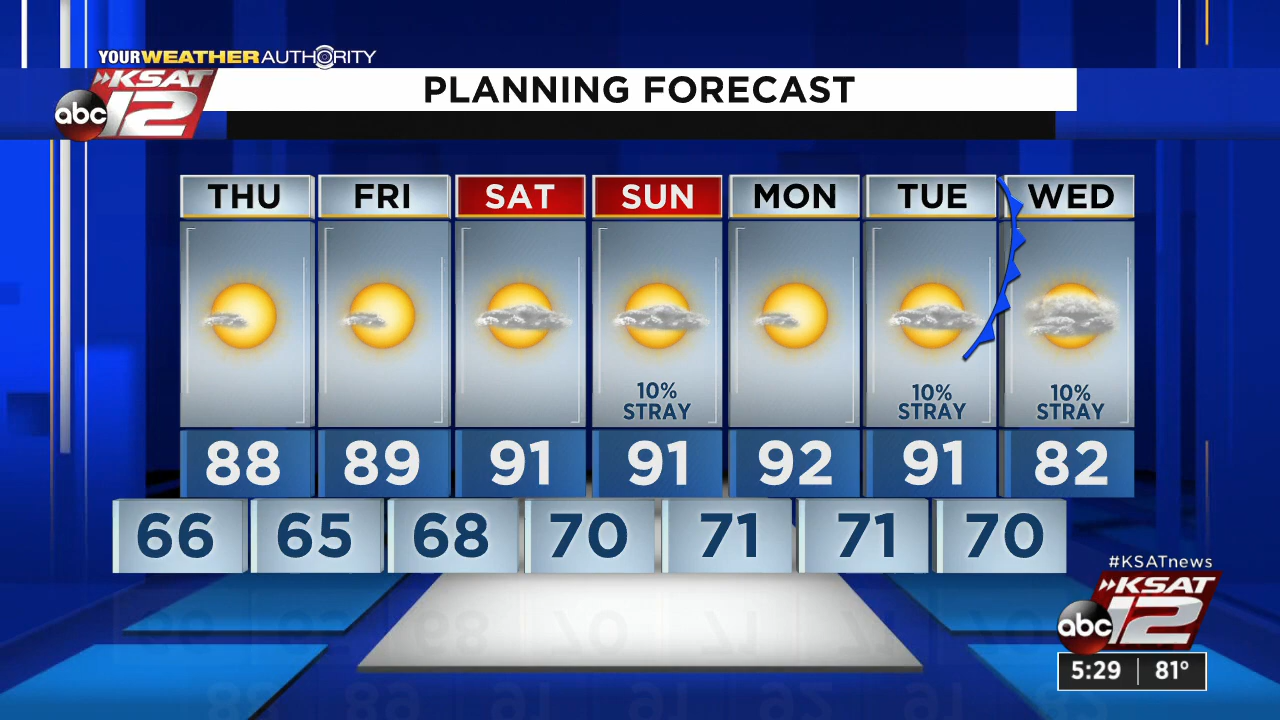 YOURWEATHERAUTHORITY
KSAT
abc 12
PLANNING FORECAST
THU FRI SAT SUN MON TUE WED
10% 10% 10%
STRAY STRAY STRAY
88 89 91 91 92 91 82
66 65 68 70 71 71 70
#KSATnews
KSAT
abc 12
5:29 81°